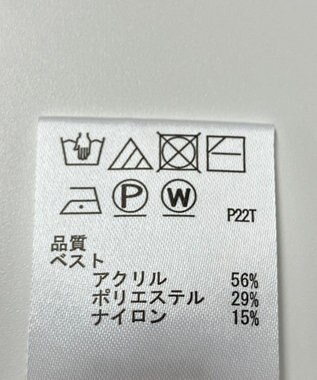 P W
P22T
品質
ベスト
アクリル 56%
ポリエステル 29%
ナイロン 15%